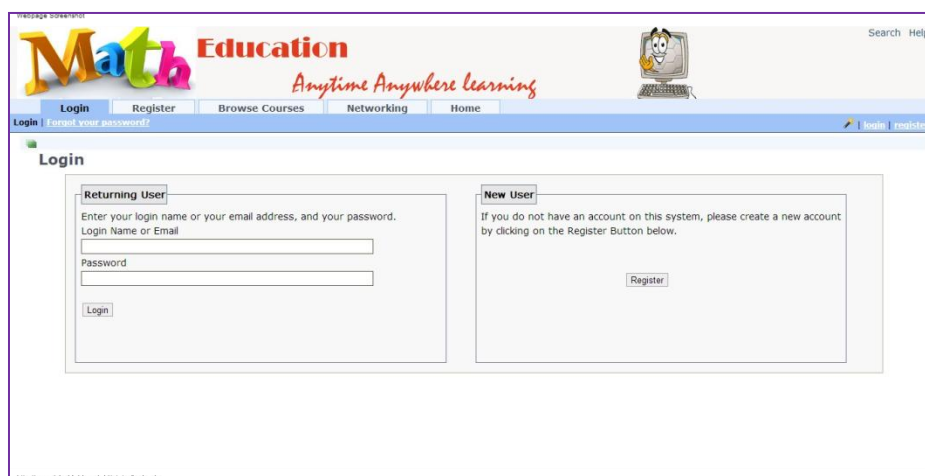 Webpage Screenshot
Math Education
Anytime Anywhere learning
Search Help
Login Register Browse Courses Networking Home
Login | Forgot your password?
| login | registe
Login
Returning User
Enter your login name or your email address, and your password.
Login Name or Email
Password
Login
New User
If you do not have an account on this system, please create a new account
by clicking on the Register Button below.
Register